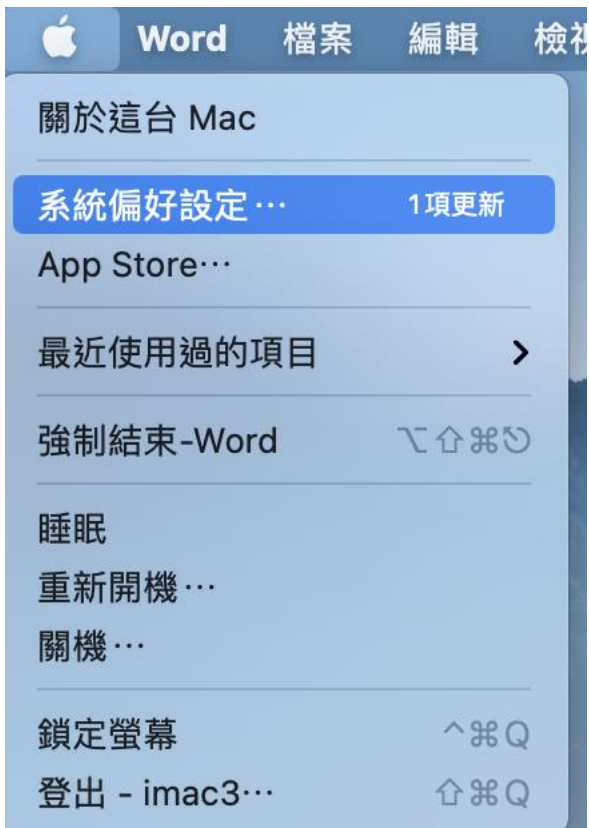 Word 檔案 編輯 檢視
關於這台 Mac
系統偏好設定… 1項更新
App Store…
最近使用過的項目 >
強制結束-Word ⌥⇧⌘⎋
睡眠
重新開機…
關機…
鎖定螢幕 ^⌘Q
登出 - imac3… ⇧⌘Q